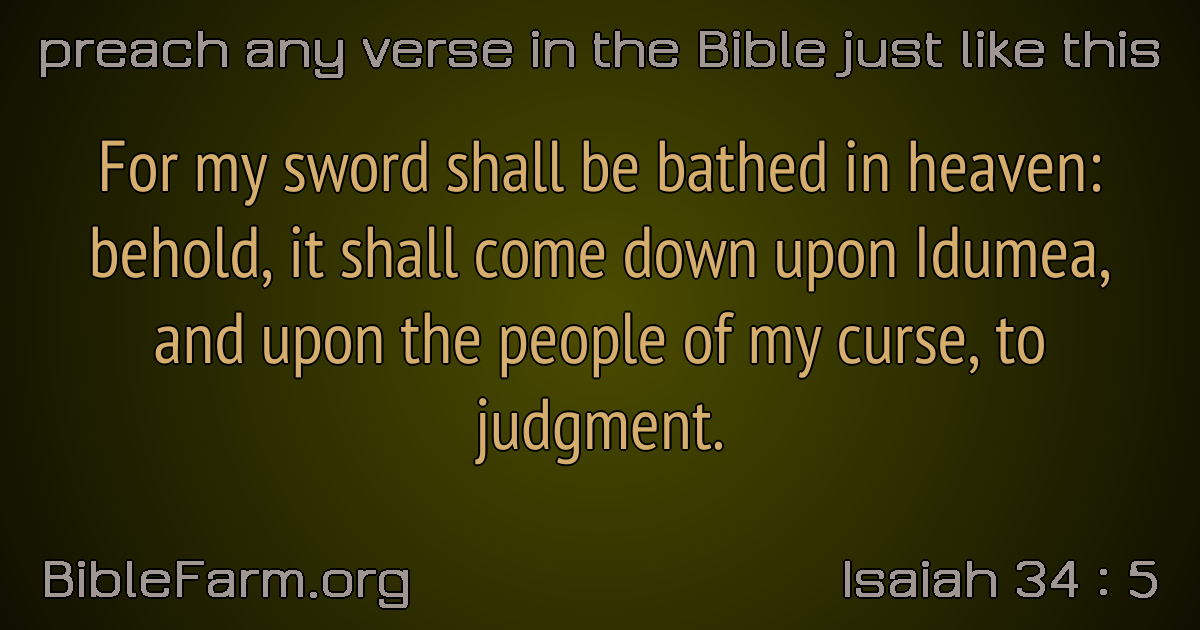 preach any verse in the Bible just like this
For my sword shall be bathed in heaven:
behold, it shall come down upon Idumea,
and upon the people of my curse, to
judgment.
BibleFarm.org
Isaiah 34 : 5